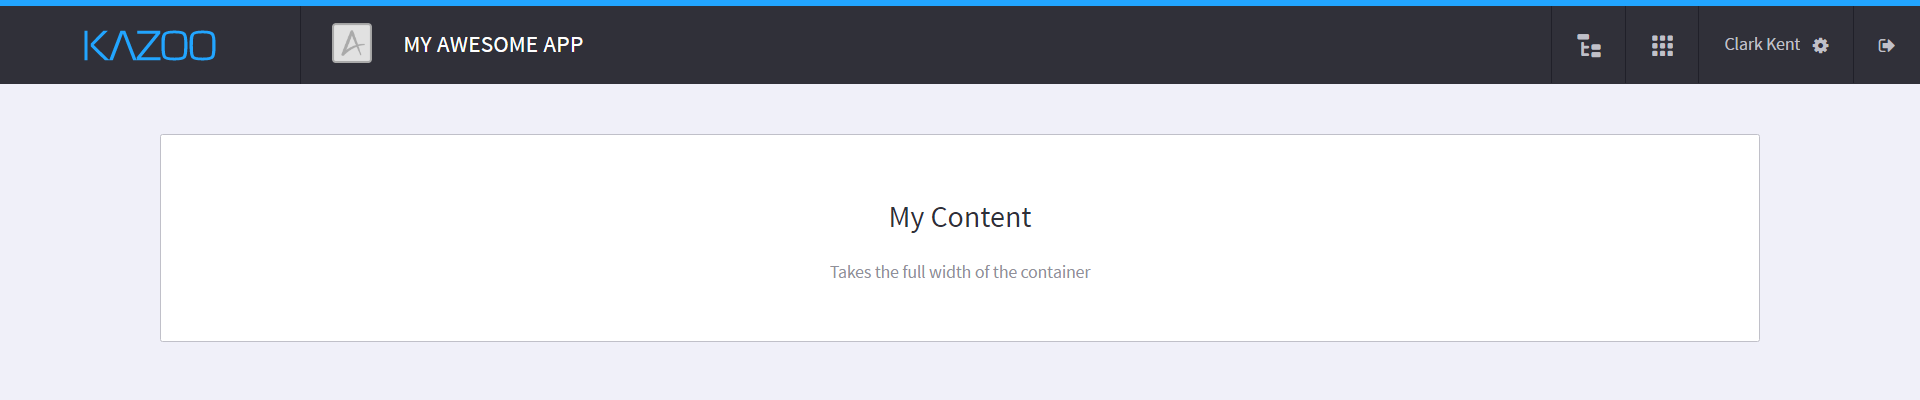 KAZOO
MY AWESOME APP
Clark Kent
My Content
Takes the full width of the container